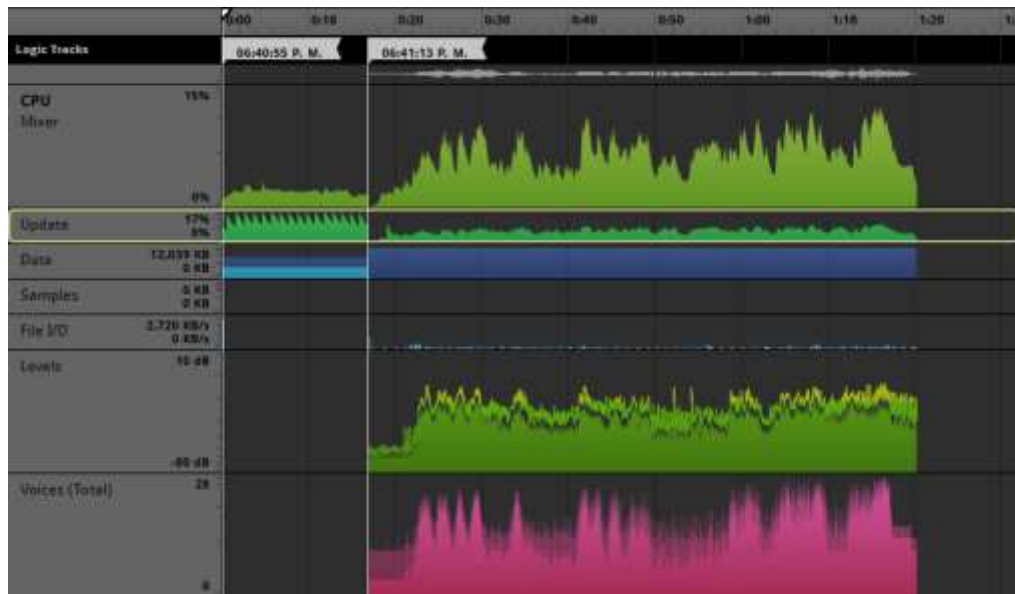 0:00 0:10 0:20 0:30 0:40 0:50 1:00 1:10 1:20
Logic Tracks 06:40:55 P. M. 06:41:13 P. M.
CPU 15%
Mixer
0%
Update 17%
0%
Data 12,039 KB
0 KB
Samples 0 KB
0 KB
File I/O 2,720 KB/s
0 KB/s
Levels 10 dB
-80 dB
Voices (Total) 28
0